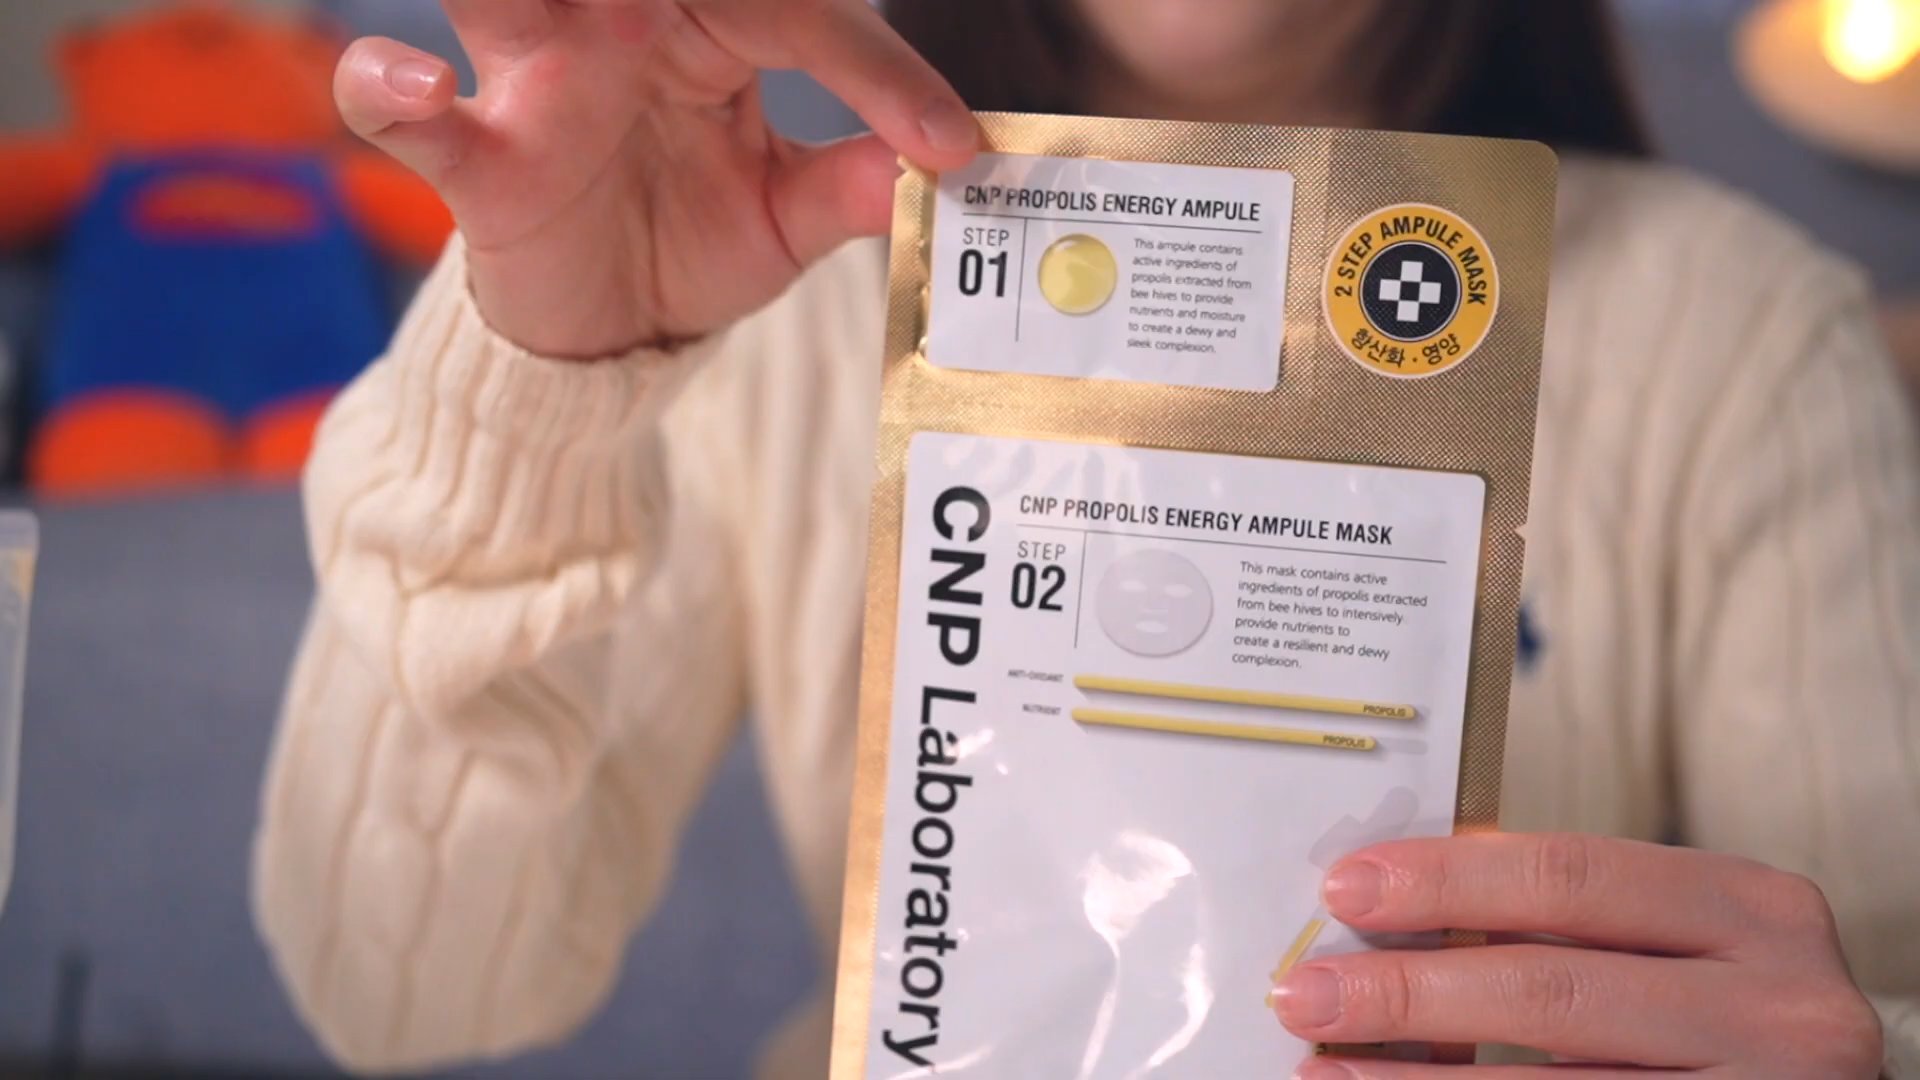 CNP PROPOLIS ENERGY AMPULE
STEP
01
This ampule contains
active ingredients of
propolis extracted from
bee hives to provide
nutrients and moisture
to create a dewy and
sleek complexion.
2 STEP AMPULE MASK
항산화 · 영양
CNP Laboratory
CNP PROPOLIS ENERGY AMPULE MASK
STEP
02
This mask contains active
ingredients of propolis extracted
from bee hives to intensively
provide nutrients to
create a resilient and dewy
complexion.
ANTI-OXIDANT
PROPOLIS
NUTRIENT
PROPOLIS